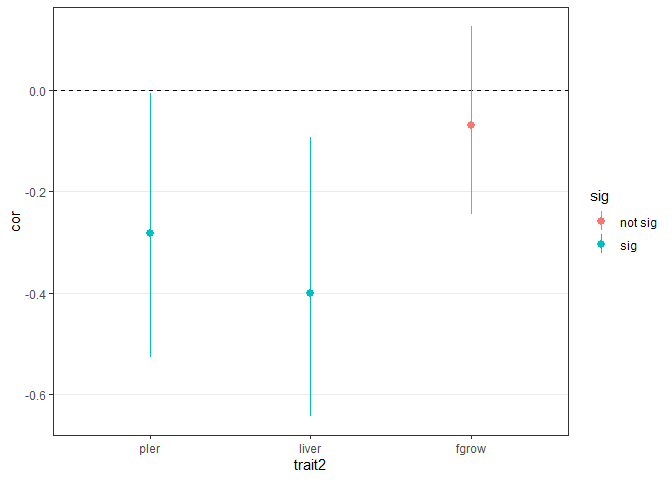 0.0
-0.2
-0.4
-0.6
cor
pler
liver
fgrow
trait2
sig
not sig
sig